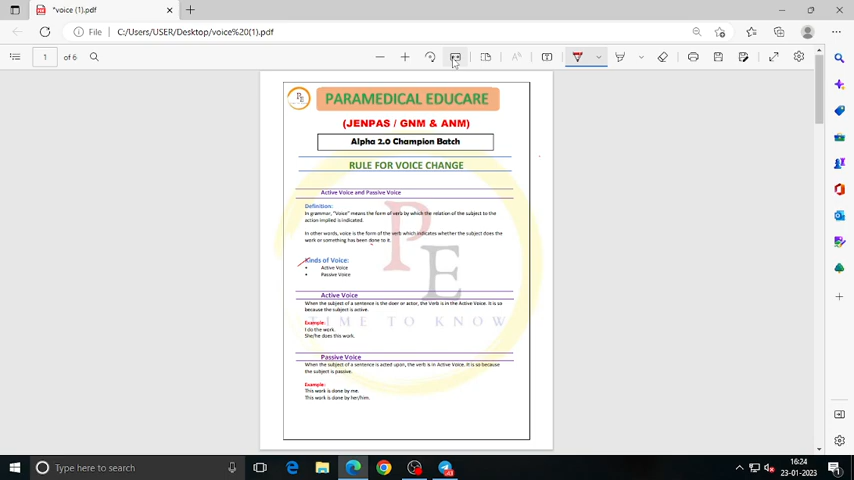 *voice (1).pdf
File
C:/Users/USER/Desktop/voice%20(1).pdf
1 of 6
PE
PARAMEDICAL EDUCARE
(JENPAS / GNM & ANM)
Alpha 2.0 Champion Batch
RULE FOR VOICE CHANGE
Active Voice and Passive Voice
Definition:
In grammar, "Voice" means the form of verb by which the relation of the subject to the
action implied is indicated.
In other words, voice is the form of the verb which indicates whether the subject does the
work or something has been done to it.
Kinds of Voice:
• Active Voice
• Passive Voice
PE
Active Voice
When the subject of a sentence is the doer or actor, the Verb is in the Active Voice. It is so
because the subject is active.
TIME TO KNOW
Example:
I do the work.
She/he does this work.
Passive Voice
When the subject of a sentence is acted upon, the verb is in Active Voice. It is so because
the subject is passive.
Example:
This work is done by me.
This work is done by her/him.
Type here to search
16:24
23-01-2023